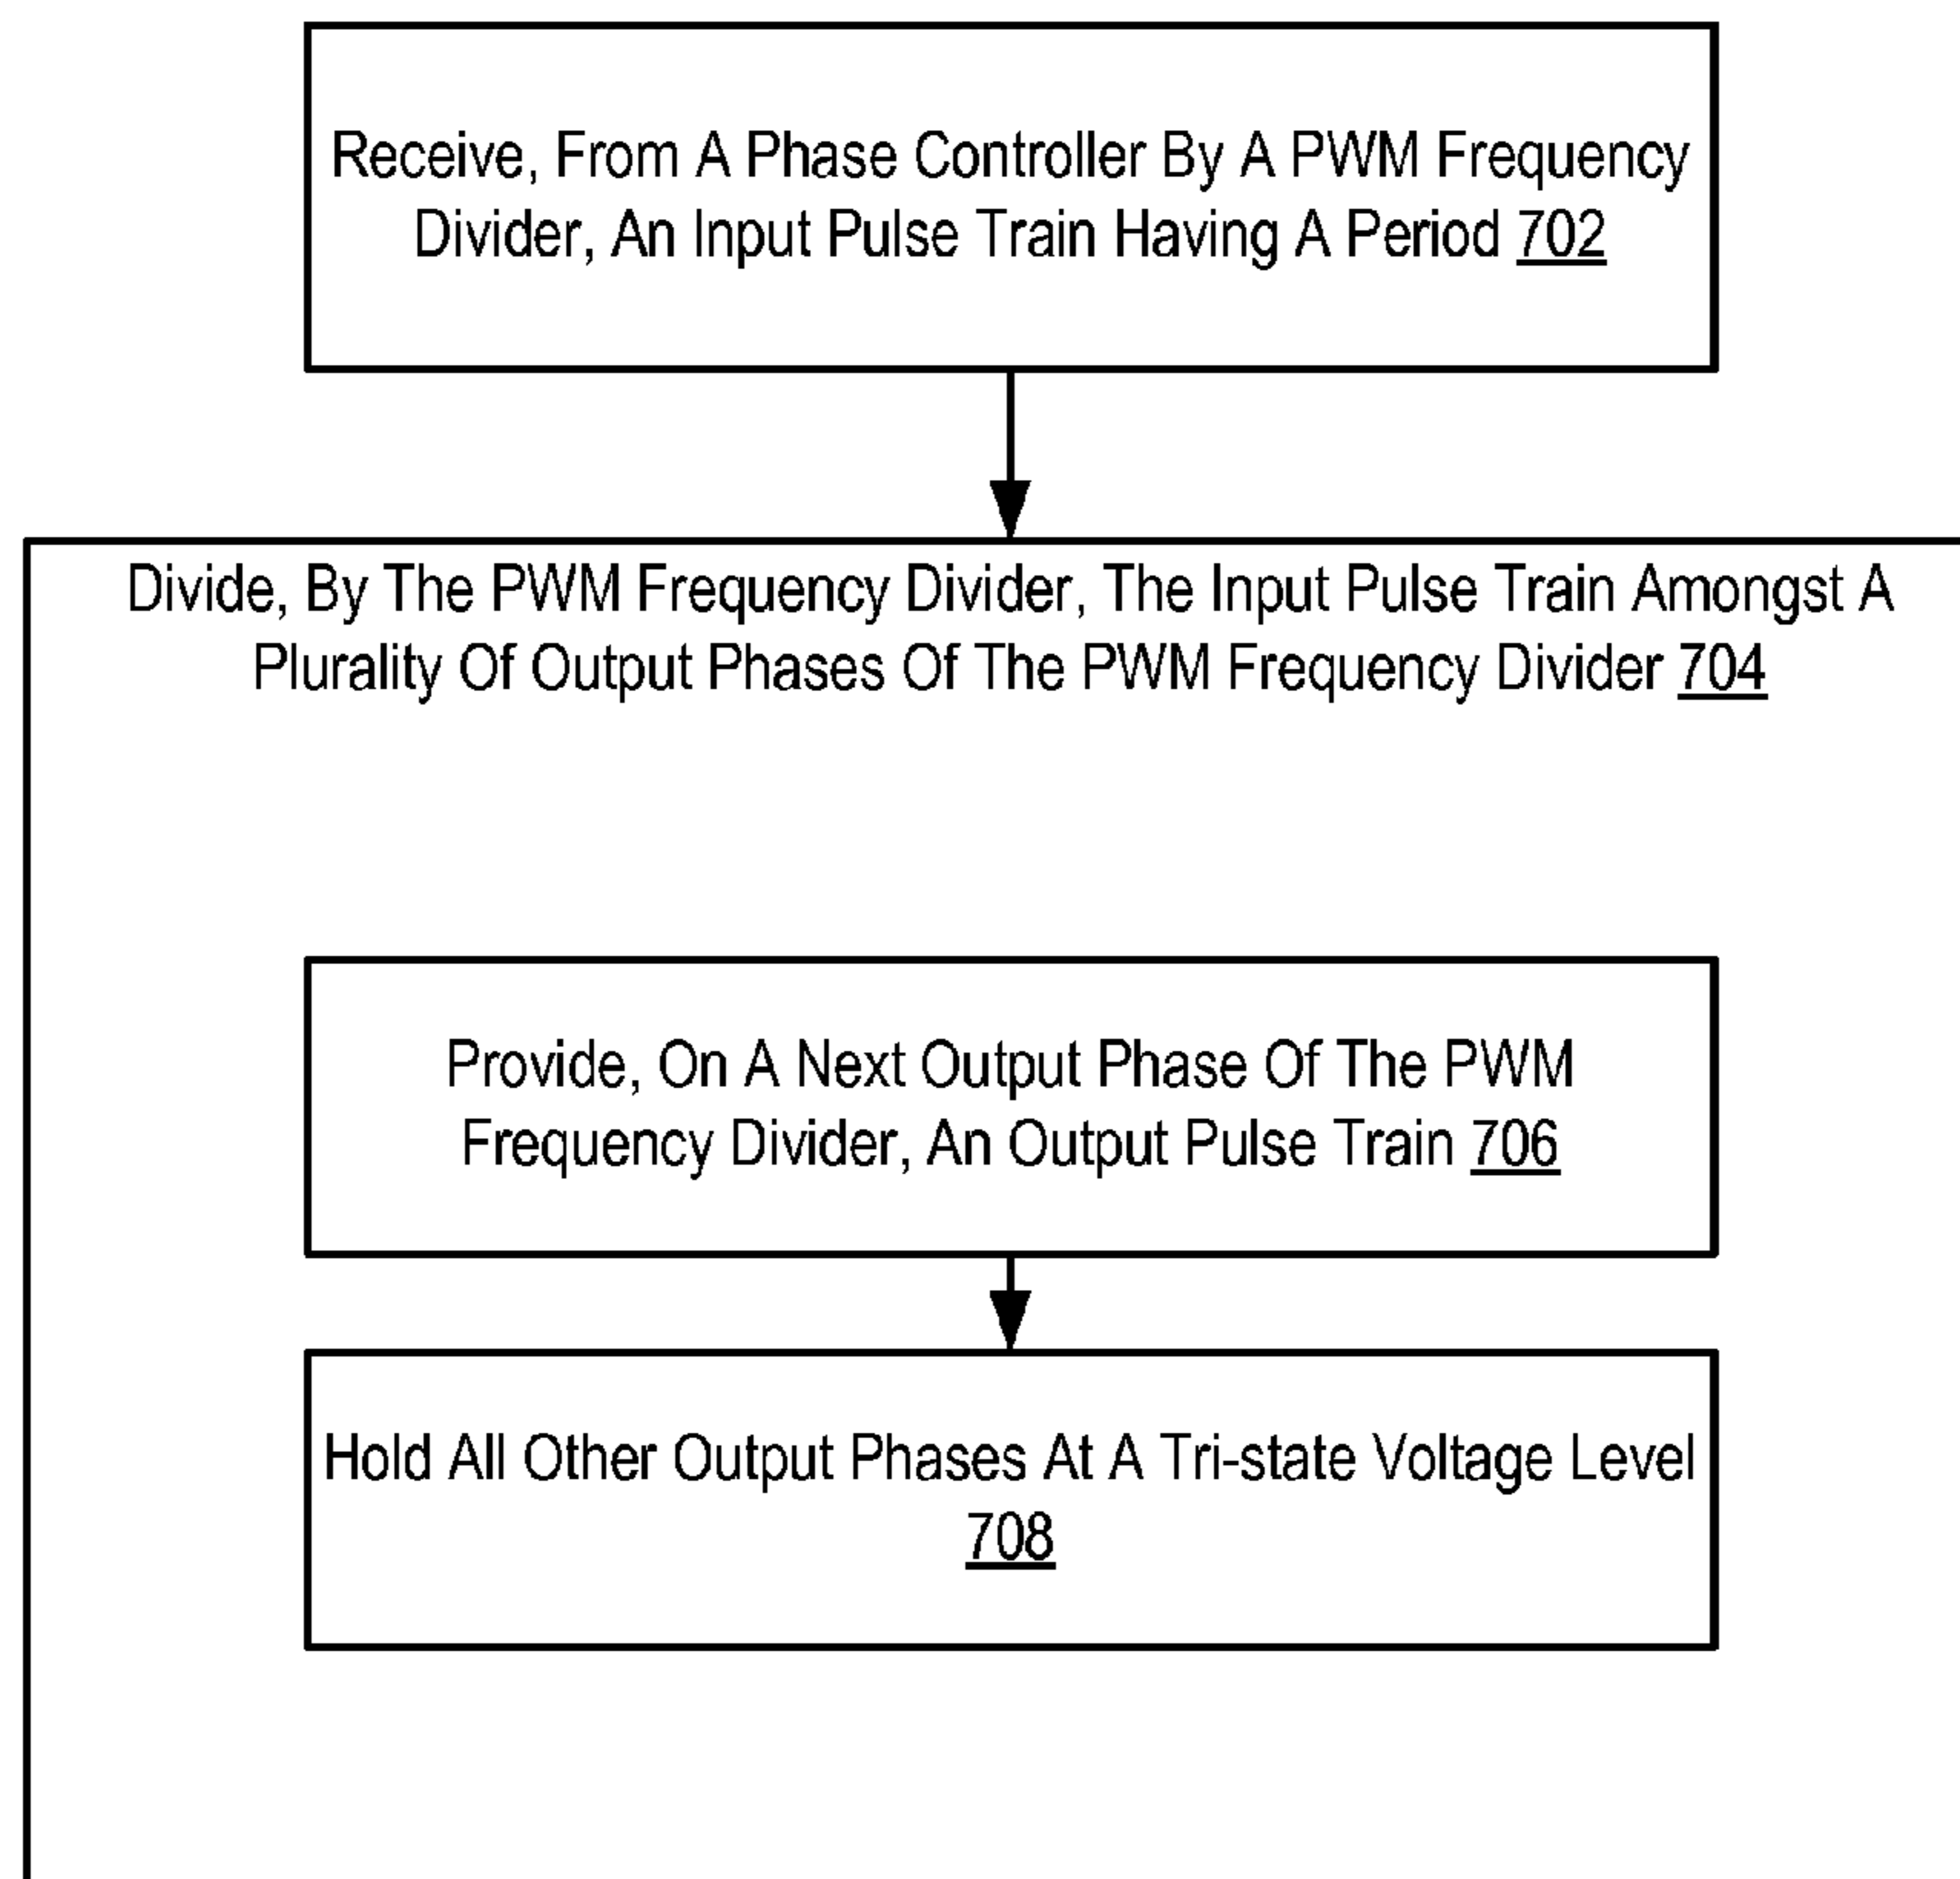 Receive, From A Phase Controller By A PWM Frequency
Divider, An Input Pulse Train Having A Period 702
Divide, By The PWM Frequency Divider, The Input Pulse Train Amongst A
Plurality Of Output Phases Of The PWM Frequency Divider 704
Provide, On A Next Output Phase Of The PWM
Frequency Divider, An Output Pulse Train 706
Hold All Other Output Phases At A Tri-state Voltage Level
708